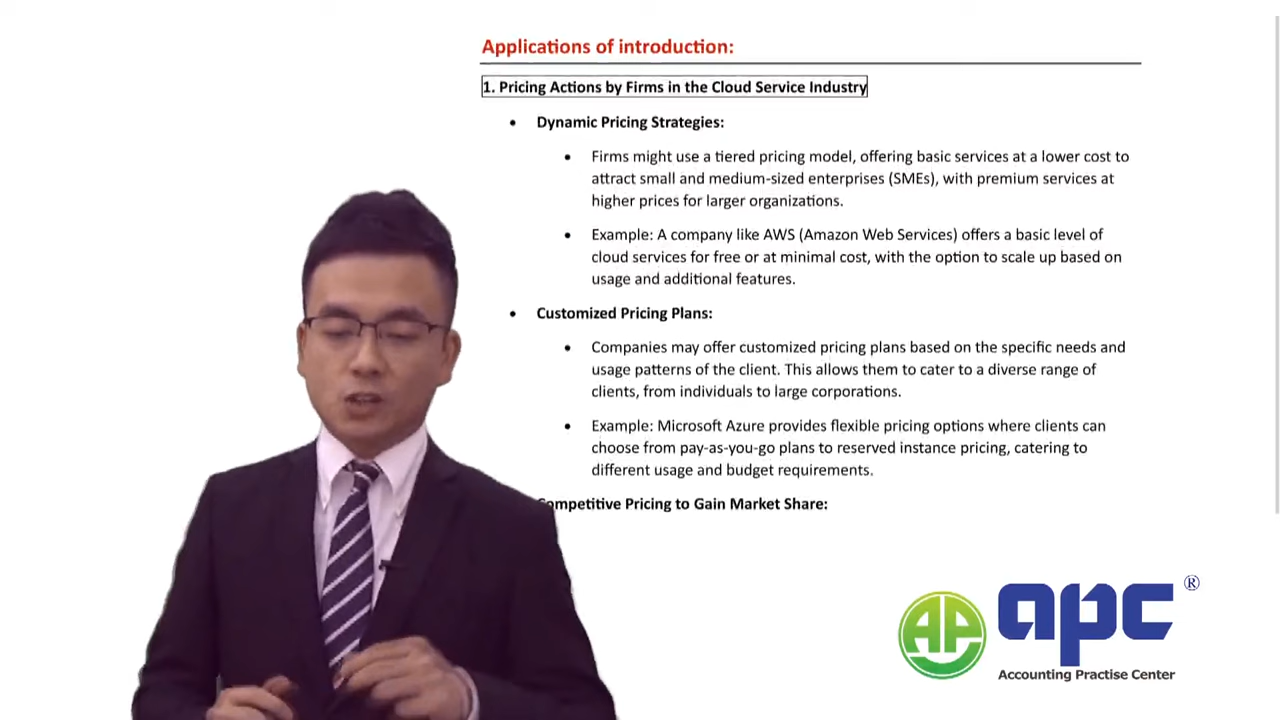 Applications of introduction:
1. Pricing Actions by Firms in the Cloud Service Industry
• Dynamic Pricing Strategies:
• Firms might use a tiered pricing model, offering basic services at a lower cost to
attract small and medium-sized enterprises (SMEs), with premium services at
higher prices for larger organizations.
• Example: A company like AWS (Amazon Web Services) offers a basic level of
cloud services for free or at minimal cost, with the option to scale up based on
usage and additional features.
• Customized Pricing Plans:
• Companies may offer customized pricing plans based on the specific needs and
usage patterns of the client. This allows them to cater to a diverse range of
clients, from individuals to large corporations.
• Example: Microsoft Azure provides flexible pricing options where clients can
choose from pay-as-you-go plans to reserved instance pricing, catering to
different usage and budget requirements.
Competitive Pricing to Gain Market Share:
AP
apc ®
Accounting Practise Center